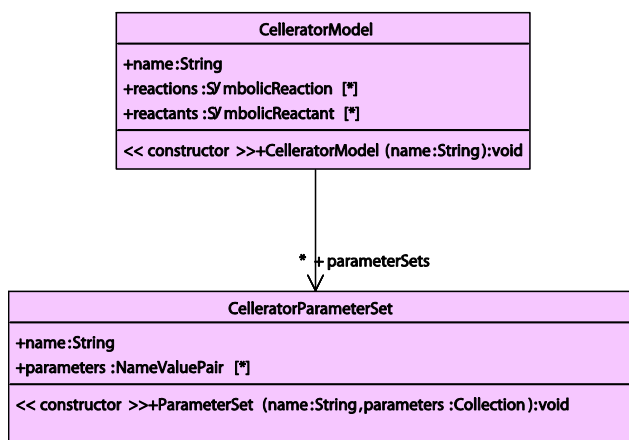 CelleratorModel
+name:String
+reactions :SymbolicReaction [*]
+reactants :SymbolicReactant [*]
<< constructor >>+CelleratorModel (name:String):void
* + parameterSets
CelleratorParameterSet
+name:String
+parameters :NameValuePair [*]
<< constructor >>+ParameterSet (name:String,parameters :Collection):void